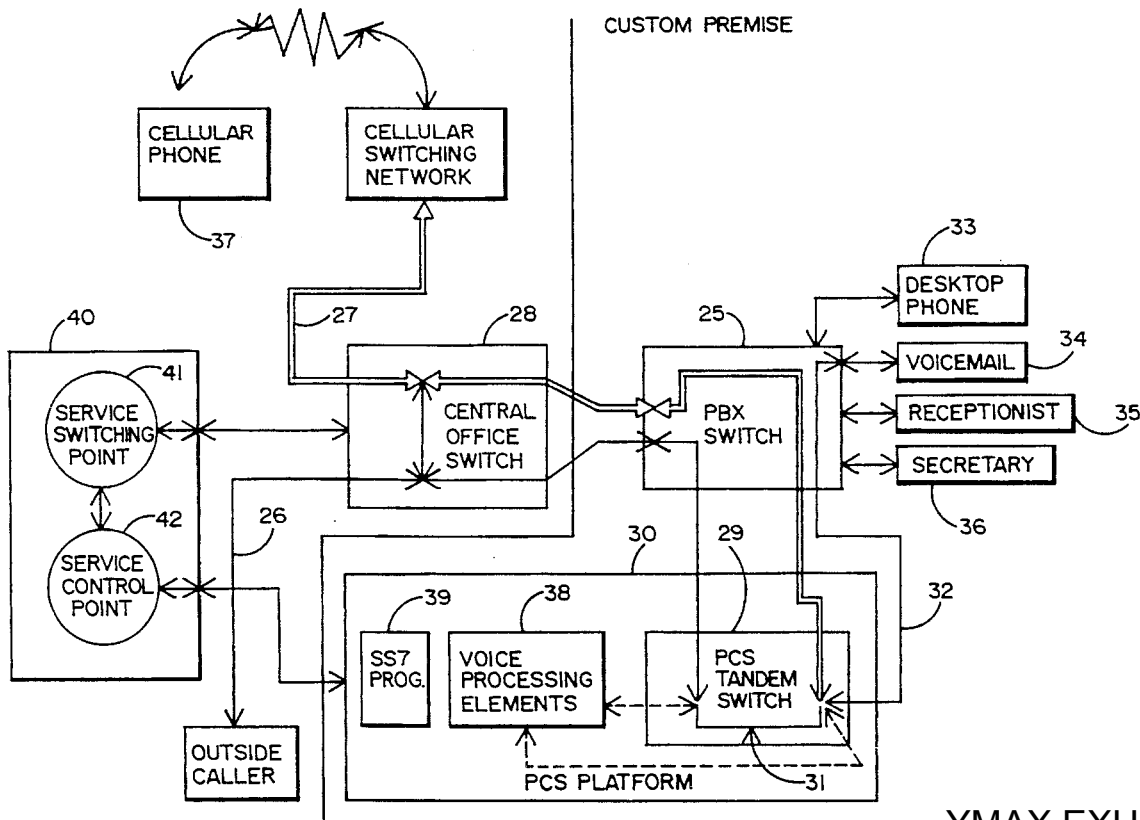 CUSTOM PREMISE
CELLULAR
PHONE
CELLULAR
SWITCHING
NETWORK
37
33
DESKTOP
PHONE
27
28
25
40
41
SERVICE
SWITCHING
POINT
CENTRAL
OFFICE
SWITCH
PBX
SWITCH
VOICEMAIL
34
RECEPTIONIST
35
SECRETARY
36
42
SERVICE
CONTROL
POINT
26
30
29
32
39
38
SS7
PROG.
VOICE
PROCESSING
ELEMENTS
PCS
TANDEM
SWITCH
OUTSIDE
CALLER
PCS PLATFORM
31